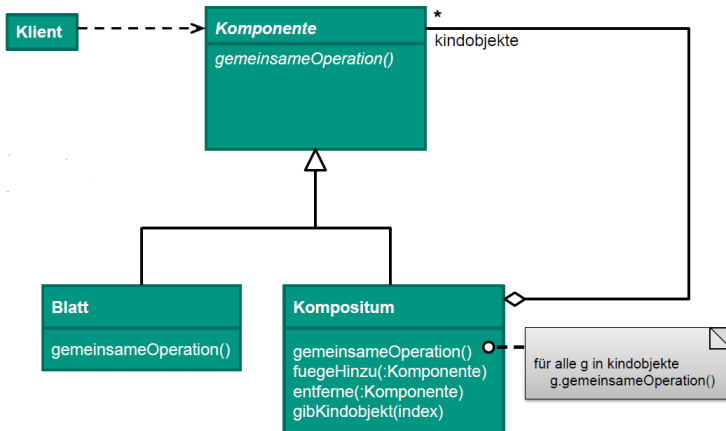 Klient
Komponente
gemeinsameOperation()
*
kindobjekte
Blatt
gemeinsameOperation()
Kompositum
gemeinsameOperation()
fuegeHinzu(:Komponente)
entferne(:Komponente)
gibKindobjekt(index)
für alle g in kindobjekte
g.gemeinsameOperation()